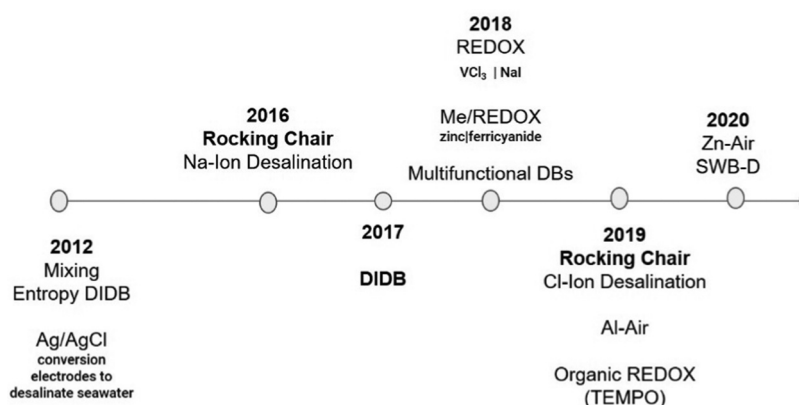 2012
Mixing
Entropy DIDB
Ag/AgCl
conversion
electrodes to
desalinate seawater
2016
Rocking Chair
Na-Ion Desalination
2017
DIDB
2018
REDOX
VCl₃ | NaI
Me/REDOX
zinc|ferricyanide
Multifunctional DBs
2019
Rocking Chair
Cl-Ion Desalination
Al-Air
Organic REDOX
(TEMPO)
2020
Zn-Air
SWB-D